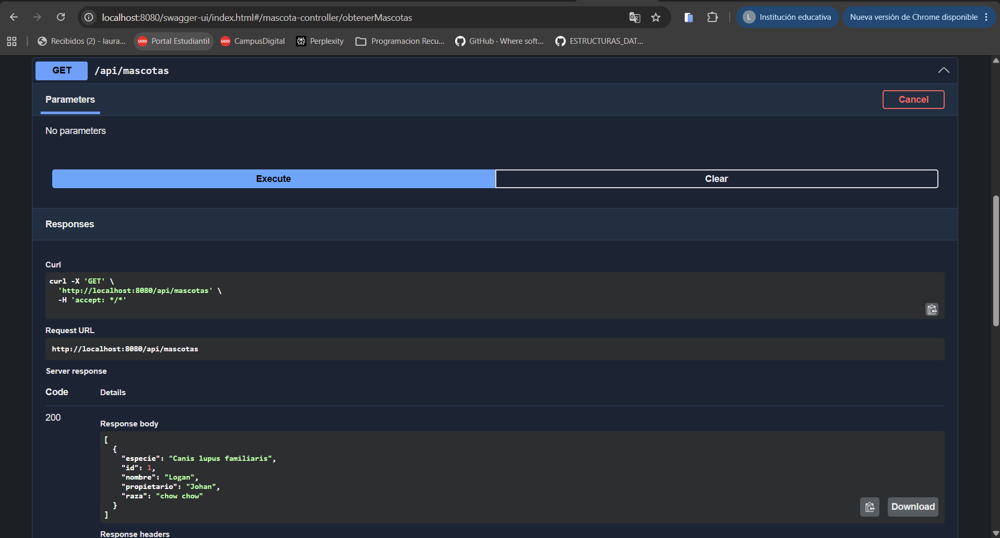 localhost:8080/swagger-ui/index.html#/mascota-controller/obtenerMascotas
L Institución educativa
Nueva versión de Chrome disponible
Recibidos (2) - laura...
uao Portal Estudiantil
uao CampusDigital
Perplexity
Programacion Recu...
GitHub · Where soft...
ESTRUCTURAS_DAT...
GET /api/mascotas
Parameters
Cancel
No parameters
Execute
Clear
Responses
Curl
curl -X 'GET' \
'http://localhost:8080/api/mascotas' \
-H 'accept: */*'
Request URL
http://localhost:8080/api/mascotas
Server response
Code Details
200
Response body
[
{
"especie": "Canis lupus familiaris",
"id": 1,
"nombre": "Logan",
"propietario": "Johan",
"raza": "chow chow"
}
]
Download
Response headers